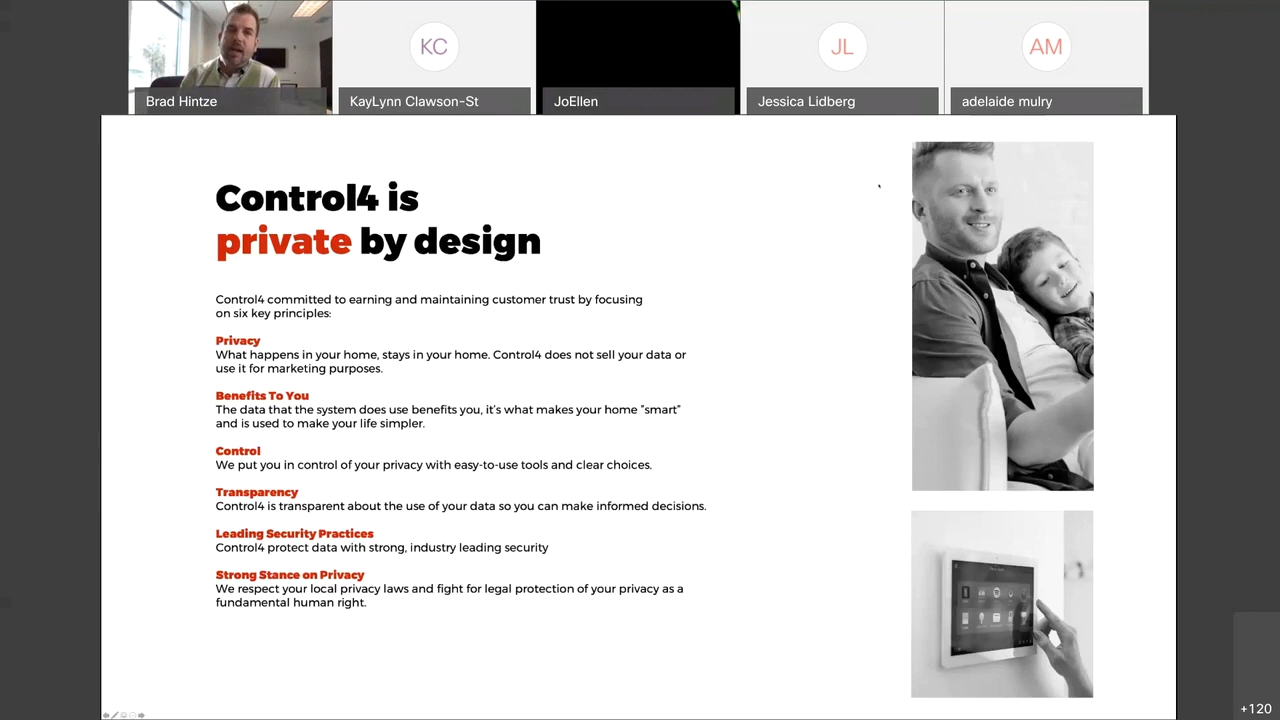 KC
JL
AM
Brad Hintze
KayLynn Clawson-St
JoEllen
Jessica Lidberg
adelaide mulry
Control4 is
private by design
Control4 committed to earning and maintaining customer trust by focusing
on six key principles:
Privacy
What happens in your home, stays in your home. Control4 does not sell your data or
use it for marketing purposes.
Benefits To You
The data that the system does use benefits you, it's what makes your home "smart"
and is used to make your life simpler.
Control
We put you in control of your privacy with easy-to-use tools and clear choices.
Transparency
Control4 is transparent about the use of your data so you can make informed decisions.
Leading Security Practices
Control4 protect data with strong, industry leading security
Strong Stance on Privacy
We respect your local privacy laws and fight for legal protection of your privacy as a
fundamental human right.
+120